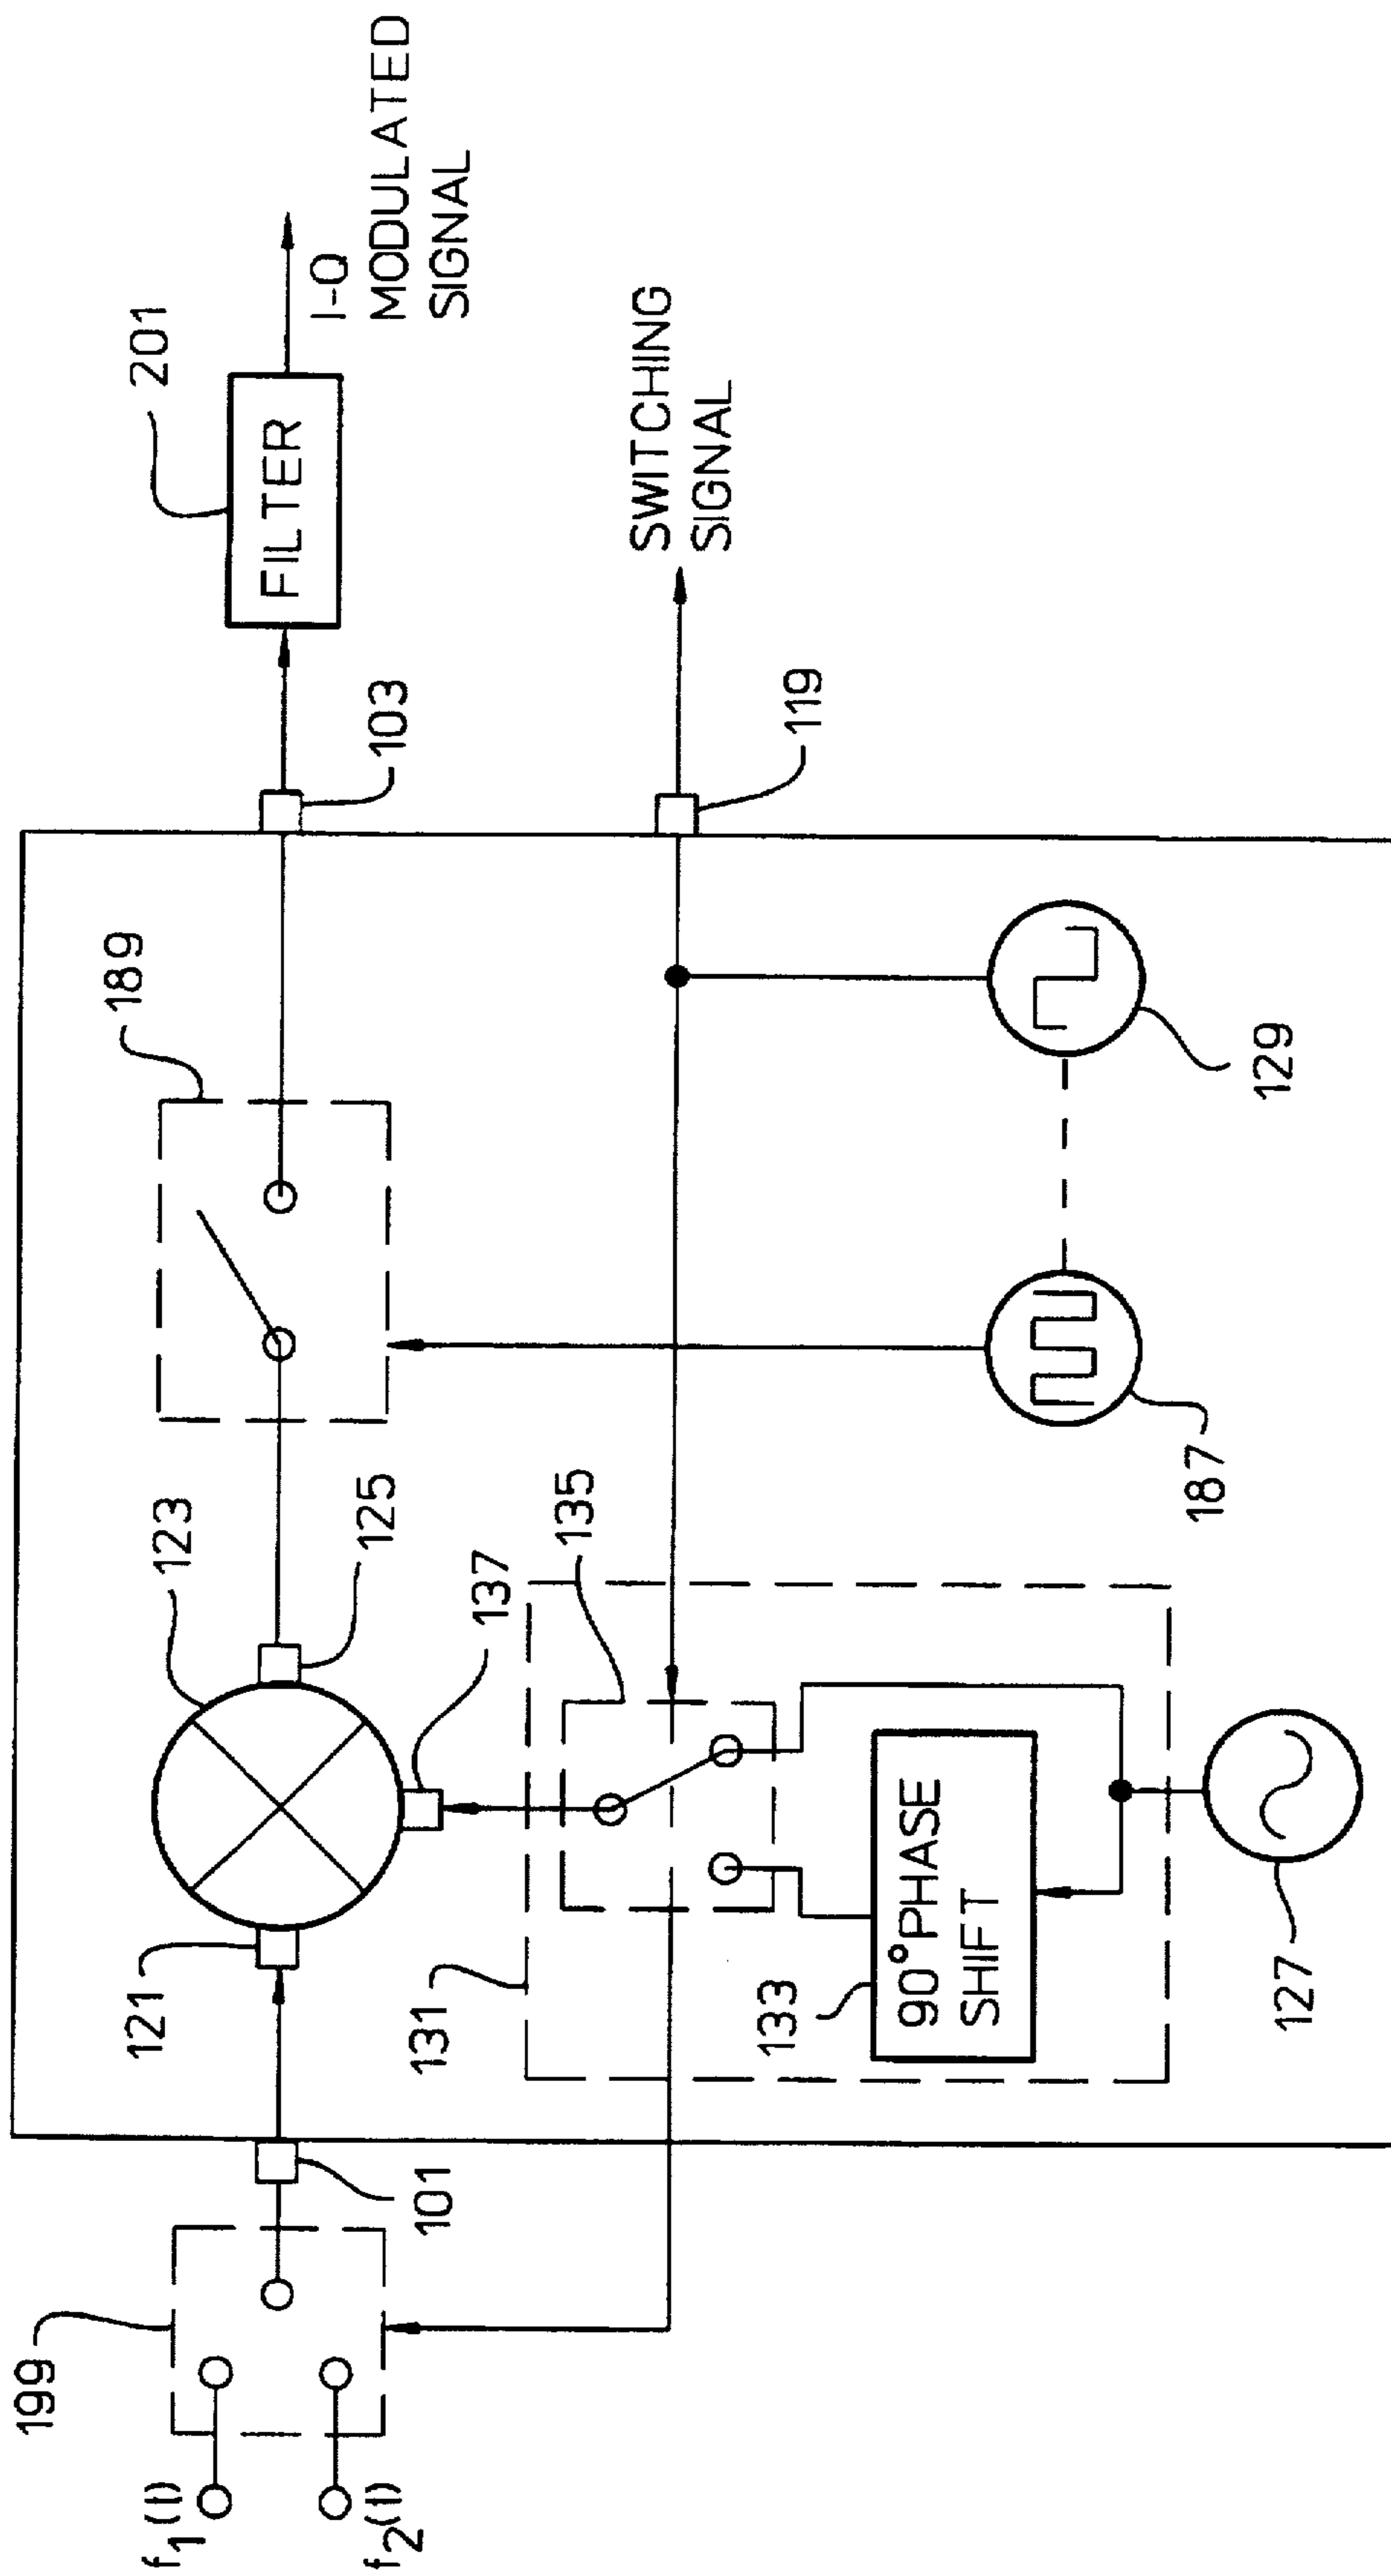 199
f1(t)
f2(t)
101
121
123
125
137
131
135
133
90°PHASE
SHIFT
127
189
187
129
103
119
201
FILTER
I-Q
MODULATED
SIGNAL
SWITCHING
SIGNAL